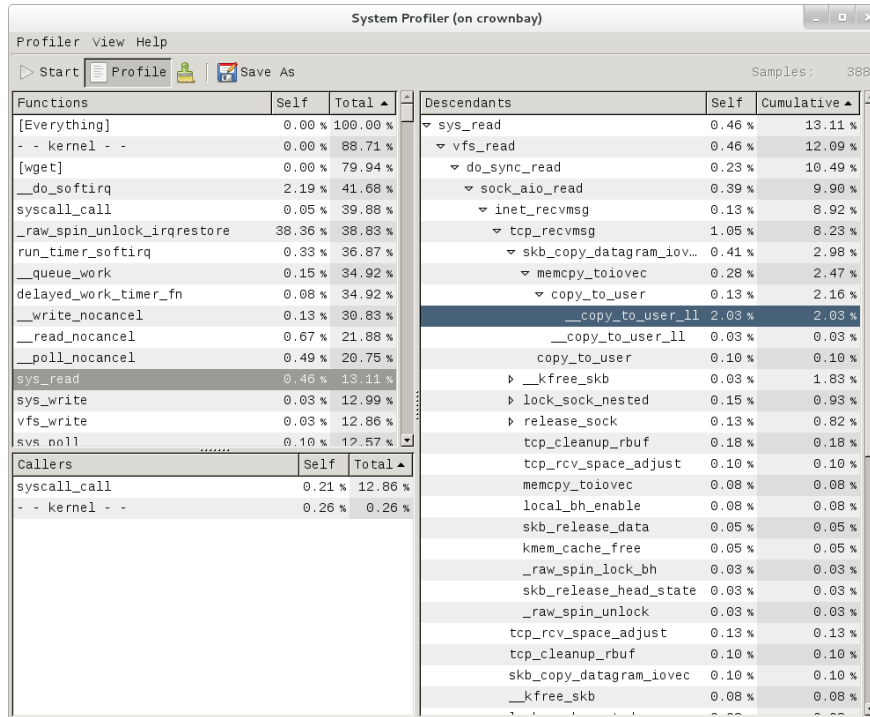 System Profiler (on crownbay)
Profiler View Help
Start Profile Save As Samples: 388
Functions Self Total
[Everything] 0.00 % 100.00 %
- - kernel - - 0.00 % 88.71 %
[wget] 0.00 % 79.94 %
__do_softirq 2.19 % 41.68 %
syscall_call 0.05 % 39.88 %
_raw_spin_unlock_irqrestore 38.36 % 38.83 %
run_timer_softirq 0.33 % 36.87 %
__queue_work 0.15 % 34.92 %
delayed_work_timer_fn 0.08 % 34.92 %
__write_nocancel 0.13 % 30.83 %
__read_nocancel 0.67 % 21.88 %
__poll_nocancel 0.49 % 20.75 %
sys_read 0.46 % 13.11 %
sys_write 0.03 % 12.99 %
vfs_write 0.03 % 12.86 %
sys_poll 0.10 % 12.57 %
Callers Self Total
syscall_call 0.21 % 12.86 %
- - kernel - - 0.26 % 0.26 %
Descendants Self Cumulative
sys_read 0.46 % 13.11 %
vfs_read 0.46 % 12.09 %
do_sync_read 0.23 % 10.49 %
sock_aio_read 0.39 % 9.90 %
inet_recvmsg 0.13 % 8.92 %
tcp_recvmsg 1.05 % 8.23 %
skb_copy_datagram_iov... 0.41 % 2.98 %
memcpy_toiovec 0.28 % 2.47 %
copy_to_user 0.13 % 2.16 %
__copy_to_user_ll 2.03 % 2.03 %
__copy_to_user_ll 0.03 % 0.03 %
copy_to_user 0.10 % 0.10 %
__kfree_skb 0.03 % 1.83 %
lock_sock_nested 0.15 % 0.93 %
release_sock 0.13 % 0.82 %
tcp_cleanup_rbuf 0.18 % 0.18 %
tcp_rcv_space_adjust 0.10 % 0.10 %
memcpy_toiovec 0.08 % 0.08 %
local_bh_enable 0.08 % 0.08 %
skb_release_data 0.05 % 0.05 %
kmem_cache_free 0.05 % 0.05 %
_raw_spin_lock_bh 0.03 % 0.03 %
skb_release_head_state 0.03 % 0.03 %
_raw_spin_unlock 0.03 % 0.03 %
tcp_rcv_space_adjust 0.13 % 0.13 %
tcp_cleanup_rbuf 0.10 % 0.10 %
skb_copy_datagram_iovec 0.10 % 0.10 %
__kfree_skb 0.08 % 0.08 %